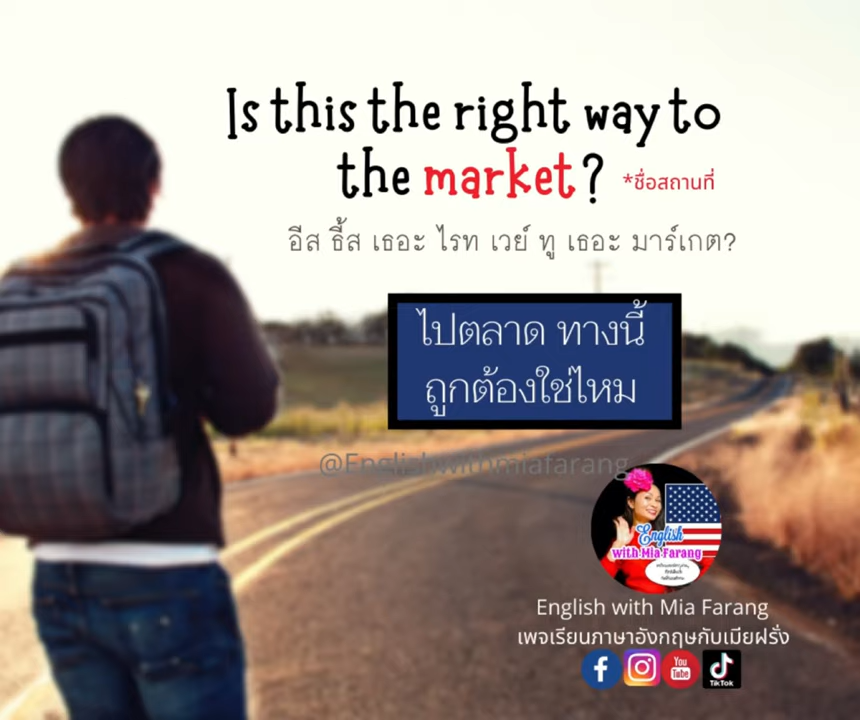 Is this the right way to
the market? *ชื่อสถานที่
อีส ธี้ส เธอะ ไรท เวย์ ทู เธอะ มาร์เกต?
ไปตลาด ทางนี้
ถูกต้องใช่ไหม
@Englishwithmiafarang
English
with Mia Farang
English with Mia Farang
เพจเรียนภาษาอังกฤษกับเมียฝรั่ง
You
Tube
TikTok